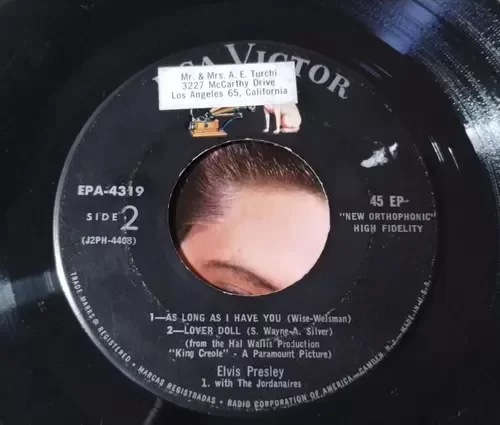 RCA VICTOR
Mr. & Mrs. A. E. Turchi
3227 McCarthy Drive
Los Angeles 65, California
EPA-4319
SIDE 2
(J2PH-4408)
45 EP
"NEW ORTHOPHONIC"
HIGH FIDELITY
1—AS LONG AS I HAVE YOU (Wise-Weisman)
2—LOVER DOLL (S. Wayne-A. Silver)
(from the Hal Wallis Production
"King Creole" - A Paramount Picture)
Elvis Presley
1. with The Jordanaires
TRADE MARKS ® REGISTERED • MARCAS REGISTRADAS • RADIO CORPORATION OF AMERICA—CAMDEN, N.J.